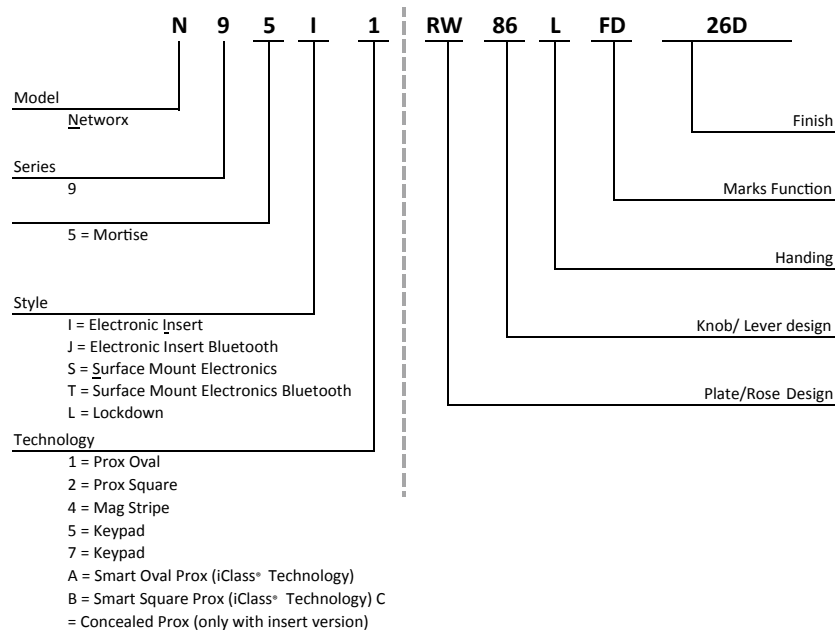 N 9 5 I 1 RW 86 L FD 26D
Model
Networx
Series
9
5 = Mortise
Style
I = Electronic Insert
J = Electronic Insert Bluetooth
S = Surface Mount Electronics
T = Surface Mount Electronics Bluetooth
L = Lockdown
Technology
1 = Prox Oval
2 = Prox Square
4 = Mag Stripe
5 = Keypad
7 = Keypad
A = Smart Oval Prox (iClass® Technology)
B = Smart Square Prox (iClass® Technology) C
= Concealed Prox (only with insert version)
Finish
Marks Function
Handing
Knob/ Lever design
Plate/Rose Design